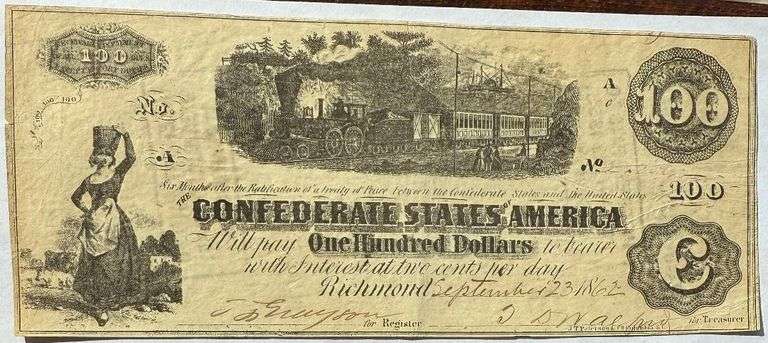 100
No.
A
A
100
No
Six Months after the Ratification of a treaty of Peace between the Confederate States and the United States
100
THE CONFEDERATE STATES OF AMERICA
Will pay One Hundred Dollars to bearer
with Interest at two cents per day
Richmond September 23 1862
for Register
for Treasurer
C